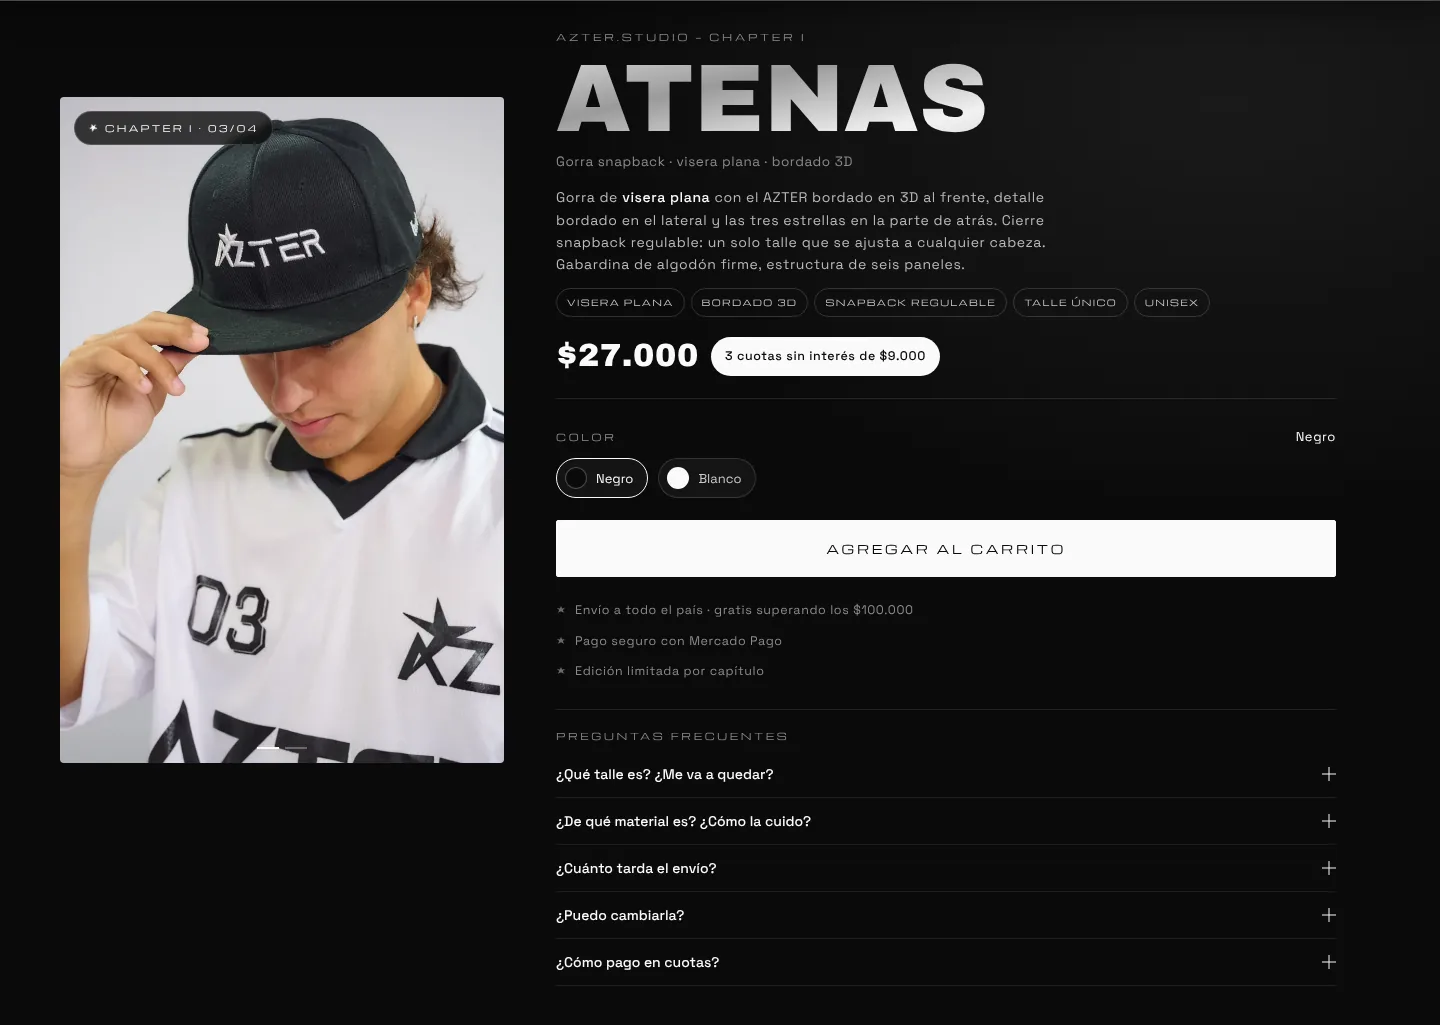 AZTER.STUDIO – CHAPTER I
ATENAS
Gorra snapback · visera plana · bordado 3D
Gorra de visera plana con el AZTER bordado en 3D al frente, detalle
bordado en el lateral y las tres estrellas en la parte de atrás. Cierre
snapback regulable: un solo talle que se ajusta a cualquier cabeza.
Gabardina de algodón firme, estructura de seis paneles.
VISERA PLANA
BORDADO 3D
SNAPBACK REGULABLE
TALLE ÚNICO
UNISEX
$27.000
3 cuotas sin interés de $9.000
COLOR
Negro
Negro
Blanco
AGREGAR AL CARRITO
Envío a todo el país · gratis superando los $100.000
Pago seguro con Mercado Pago
Edición limitada por capítulo
PREGUNTAS FRECUENTES
¿Qué talle es? ¿Me va a quedar?
¿De qué material es? ¿Cómo la cuido?
¿Cuánto tarda el envío?
¿Puedo cambiarla?
¿Cómo pago en cuotas?
CHAPTER I · 03/04
AZTER
03
AZ